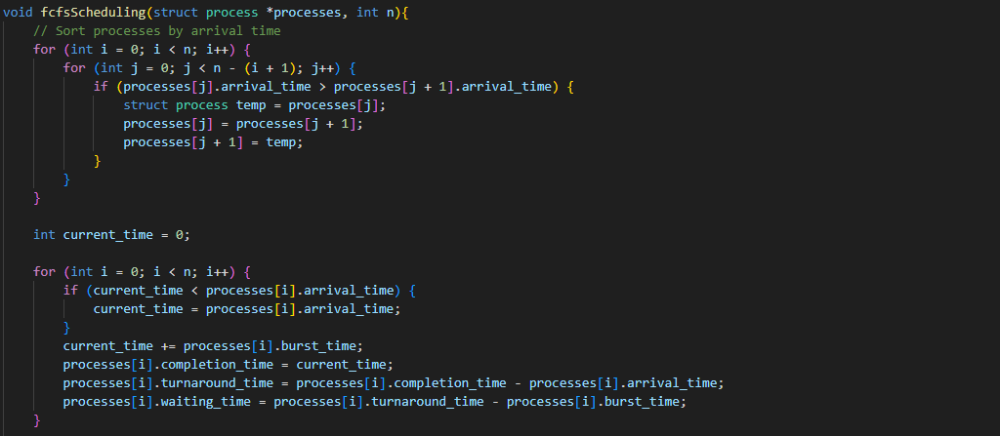 void fcfsScheduling(struct process *processes, int n){
    // Sort processes by arrival time
    for (int i = 0; i < n; i++) {
        for (int j = 0; j < n - (i + 1); j++) {
            if (processes[j].arrival_time > processes[j + 1].arrival_time) {
                struct process temp = processes[j];
                processes[j] = processes[j + 1];
                processes[j + 1] = temp;
            }
        }
    }

    int current_time = 0;

    for (int i = 0; i < n; i++) {
        if (current_time < processes[i].arrival_time) {
            current_time = processes[i].arrival_time;
        }
        current_time += processes[i].burst_time;
        processes[i].completion_time = current_time;
        processes[i].turnaround_time = processes[i].completion_time - processes[i].arrival_time;
        processes[i].waiting_time = processes[i].turnaround_time - processes[i].burst_time;
    }